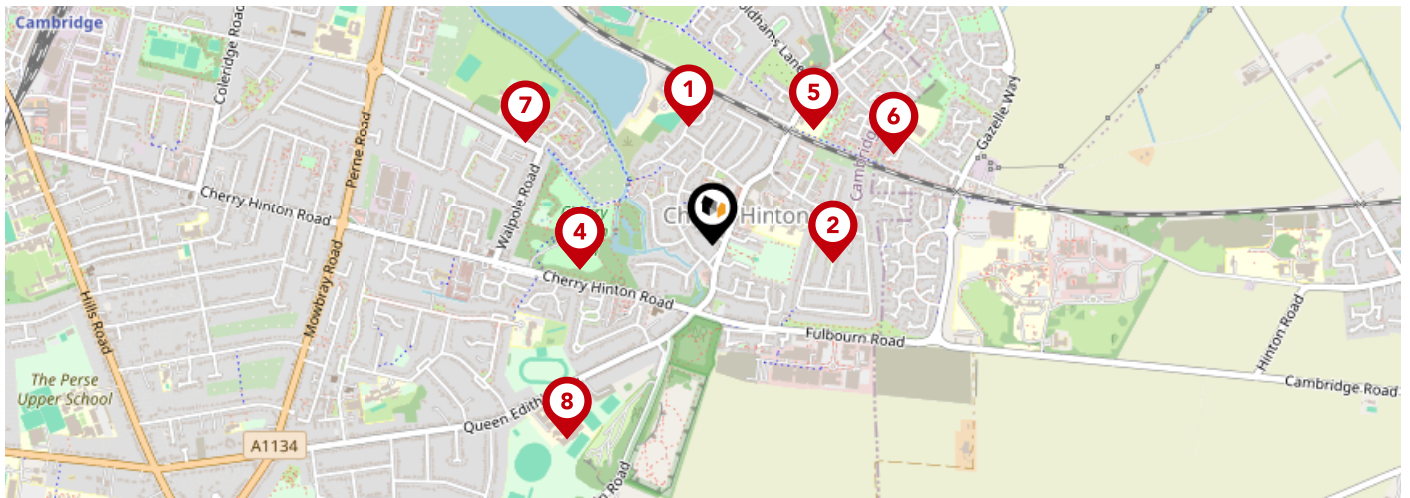 Cambridge
Coleridge Road
Perne Road
Cherry Hinton Road
Walpole Road
Mowbray Road
Hills Road
The Perse
Upper School
A1134
Queen Edith
Cherry Hinton Road
Hinton
Fulbourn Road
Gazelle Way
Hinton Road
Cambridge Road
7
1
5
6
4
2
8